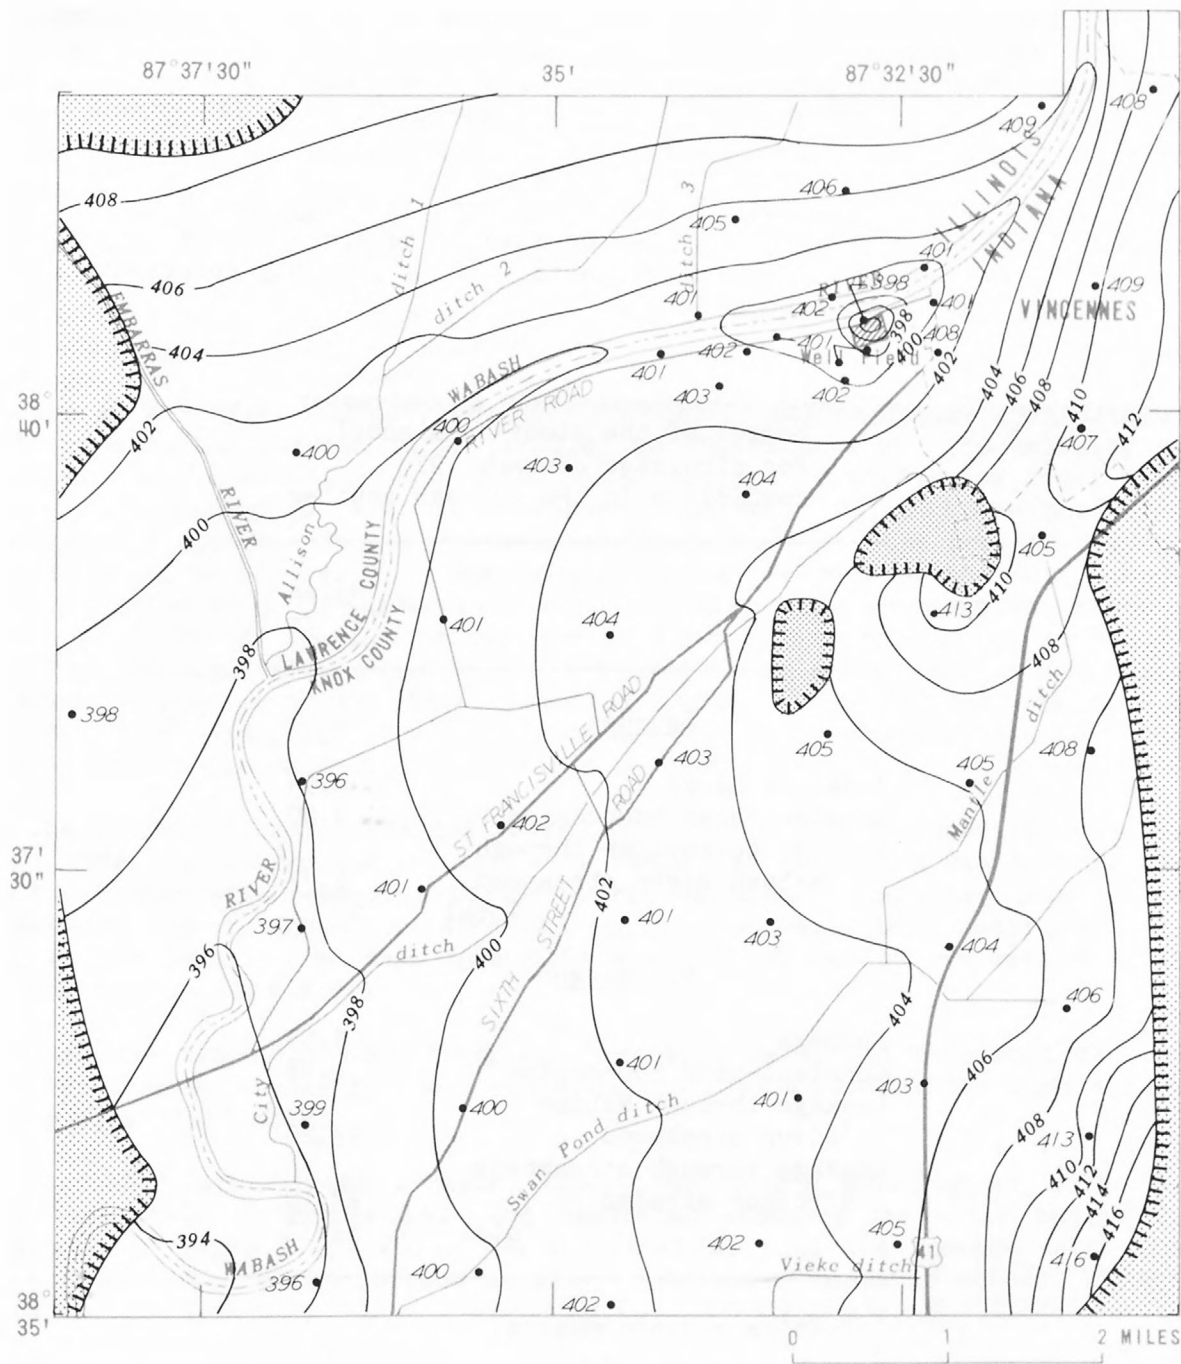 87°37'30" 35' 87°32'30"
408
409
ILLINOIS
INDIANA
408
ditch 1
3
406
405
ditch
401
409
406
ditch 2
401
RIVER
398
402
401
VINCENNES
EMBARRAS
404
WABASH
401
402
401
398
408
Well Field
400
402
404
406
408
410
412
38°
40'
402
403
402
RIVER ROAD
400
400
403
407
404
400
RIVER
Allison
COUNTY
405
410
413
401
404
LAWRENCE COUNTY
KNOX COUNTY
398
408
ditch
398
ST FRANCISVILLE ROAD
405
408
396
403
405
ROAD
Mantle
402
37'
30"
RIVER
401
402
401
403
397
ditch
STREET
404
396
400
SIXTH
398
404
406
401
406
City
399
400
Swan Pond ditch
401
403
408
413
410
412
414
416
394
WABASH
396
400
402
405
41
Vieke ditch
416
402
38°
35'
0 1 2 MILES